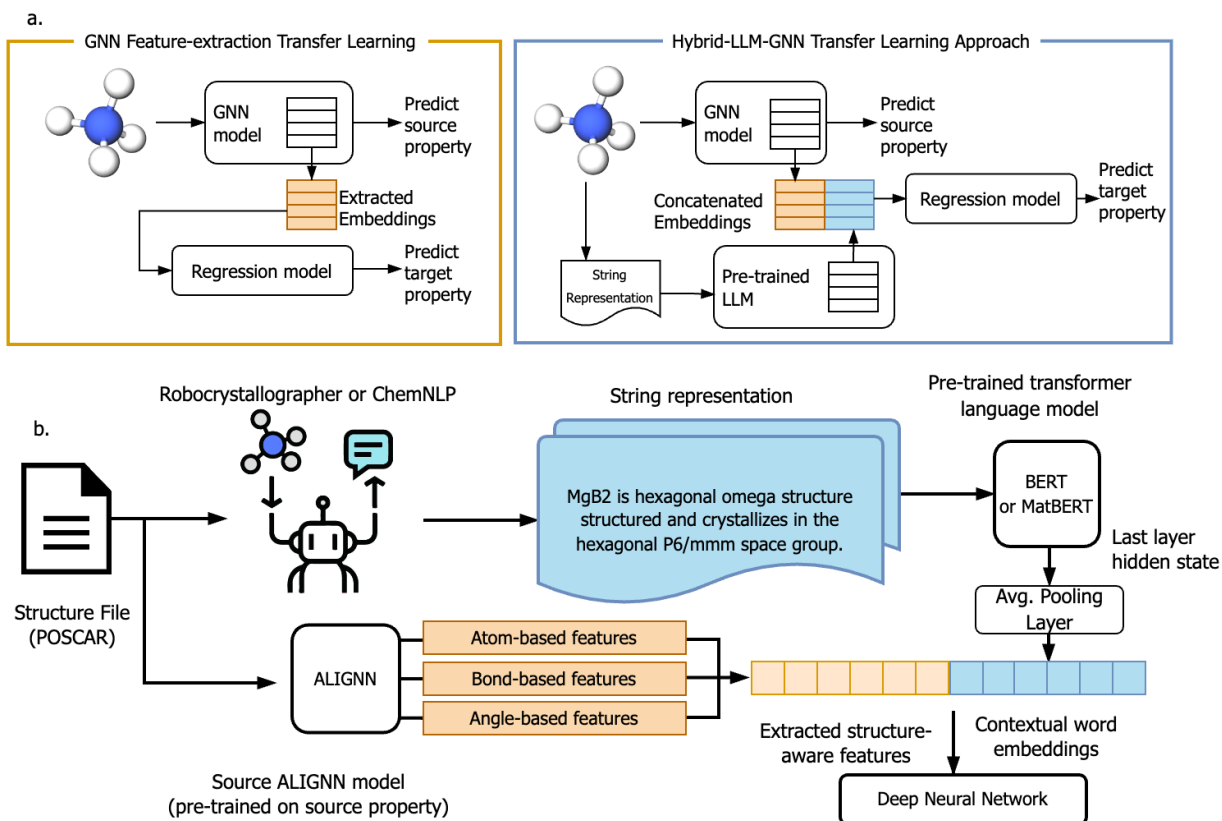 a.
GNN Feature-extraction Transfer Learning
GNN
model
Predict
source
property
Extracted
Embeddings
Regression model
Predict
target
property
Hybrid-LLM-GNN Transfer Learning Approach
GNN
model
Predict
source
property
Concatenated
Embeddings
Regression model
Predict
target
property
String
Representation
Pre-trained
LLM
b.
Robocrystallographer or ChemNLP
String representation
Pre-trained transformer
language model
MgB2 is hexagonal omega structure
structured and crystallizes in the
hexagonal P6/mmm space group.
BERT
or MatBERT
Last layer
hidden state
Avg. Pooling
Layer
Structure File
(POSCAR)
ALIGNN
Atom-based features
Bond-based features
Angle-based features
Extracted structure-
aware features
Contextual word
embeddings
Source ALIGNN model
(pre-trained on source property)
Deep Neural Network